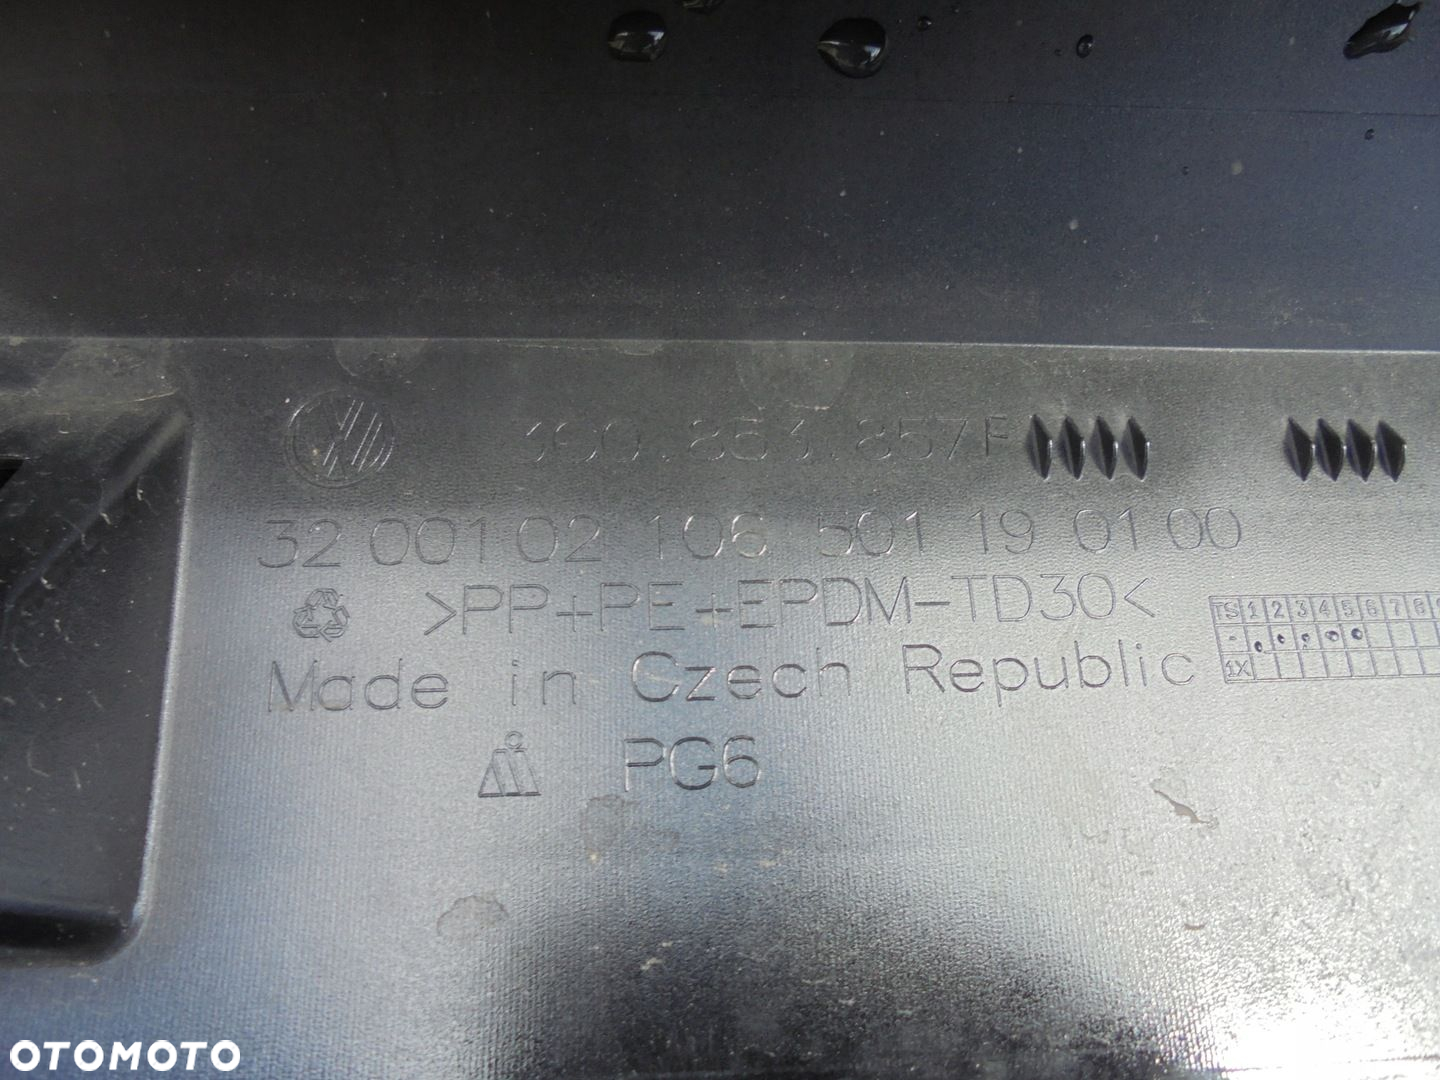 3G0.853.857F
32 001 02 106 501 19 01 00
>PP+PE+EPDM-TD30<
TS 1 2 3 4 5 6 7 8
1X
Made in Czech Republic
PG6
OTOMOTO